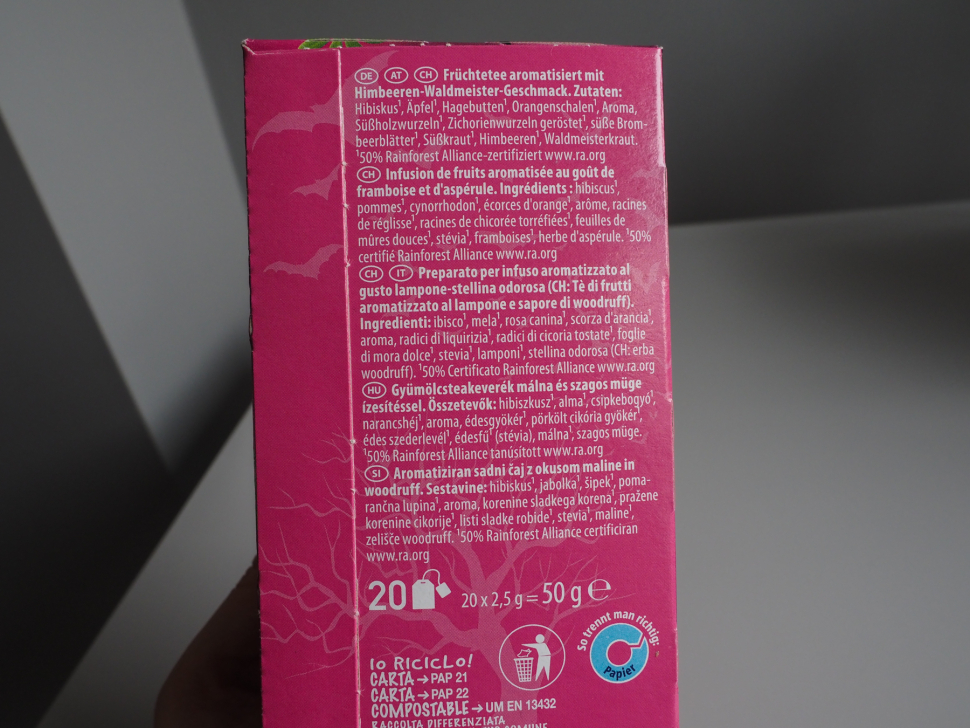 DE AT CH Früchtetee aromatisiert mit
Himbeeren-Waldmeister-Geschmack. Zutaten:
Hibiskus¹, Äpfel¹, Hagebutten¹, Orangenschalen¹, Aroma,
Süßholzwurzeln¹, Zichorienwurzeln geröstet¹, süße Brom-
beerblätter¹, Süßkraut¹, Himbeeren¹, Waldmeisterkraut.
¹50% Rainforest Alliance-zertifiziert www.ra.org
CH Infusion de fruits aromatisée au goût de
framboise et d'aspérule. Ingrédients : hibiscus¹,
pommes¹, cynorrhodon¹, écorces d'orange¹, arôme, racines
de réglisse¹, racines de chicorée torréfiées¹, feuilles de
mûres douces¹, stévia¹, framboises¹, herbe d'aspérule. ¹50%
certifié Rainforest Alliance www.ra.org
CH IT Preparato per infuso aromatizzato al
gusto lampone-stellina odorosa (CH: Tè di frutti
aromatizzato al lampone e sapore di woodruff).
Ingredienti: ibisco¹, mela¹, rosa canina¹, scorza d'arancia¹,
aroma, radici di liquirizia¹, radici di cicoria tostate¹, foglie
di mora dolce¹, stevia¹, lamponi¹, stellina odorosa (CH: erba
woodruff). ¹50% Certificato Rainforest Alliance www.ra.org
HU Gyümölcsteakeverék málna és szagos müge
ízesítéssel. Összetevők: hibiszkusz¹, alma¹, csipkebogyó¹,
narancshéj¹, aroma, édesgyökér¹, pörkölt cikória gyökér¹,
édes szederlevél¹, édesfű¹ (stévia), málna¹, szagos müge.
¹50% Rainforest Alliance tanúsított www.ra.org
SI Aromatiziran sadni čaj z okusom maline in
woodruff. Sestavine: hibiskus¹, jabolka¹, šipek¹, poma-
rančna lupina¹, aroma, korenine sladkega korena¹, pražene
korenine cikorije¹, listi sladke robide¹, stevia¹, maline¹,
zelišče woodruff. ¹50% Rainforest Alliance certificiran
www.ra.org
20 20 x 2,5 g = 50 g ℮
So trennt man richtig:
Papier
Io RICICLo!
CARTA → PAP 21
CARTA → PAP 22
COMPOSTABLE → UM EN 13432
RACCOLTA DIFFERENZIATA
COMUNE